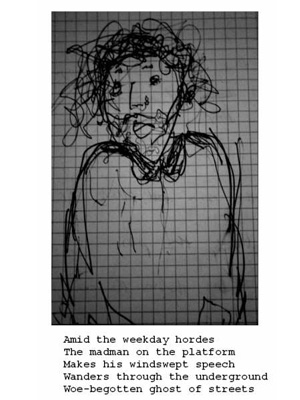 Amid the weekday hordes
The madman on the platform
Makes his windswept speech
Wanders through the underground
Woe-begotten ghost of streets